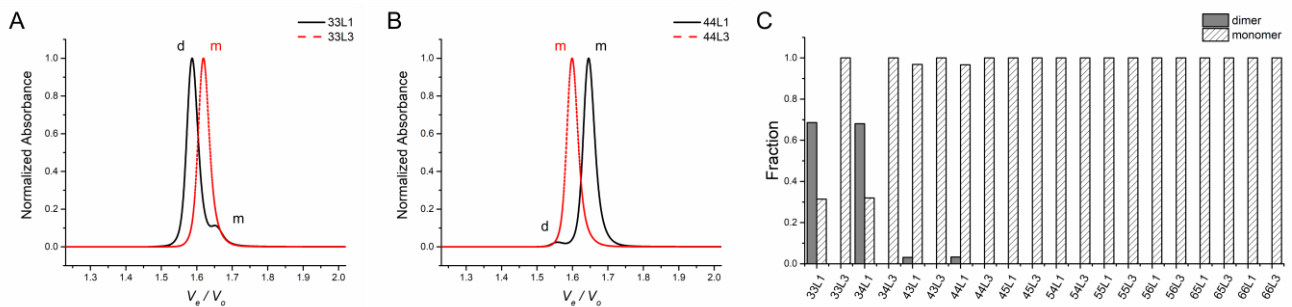 A
33L1
33L3
d
m
m
Normalized Absorbance
1.0
0.8
0.6
0.4
0.2
0.0
1.3
1.4
1.5
1.6
1.7
1.8
1.9
2.0
Ve / Vo
B
44L1
44L3
m
m
d
Normalized Absorbance
1.0
0.8
0.6
0.4
0.2
0.0
1.3
1.4
1.5
1.6
1.7
1.8
1.9
2.0
Ve / Vo
C
dimer
monomer
Fraction
1.0
0.8
0.6
0.4
0.2
0.0
33L1
33L3
34L1
34L3
43L1
43L3
44L1
44L3
45L1
45L3
54L1
54L3
55L1
55L3
56L1
56L3
65L1
65L3
66L1
66L3